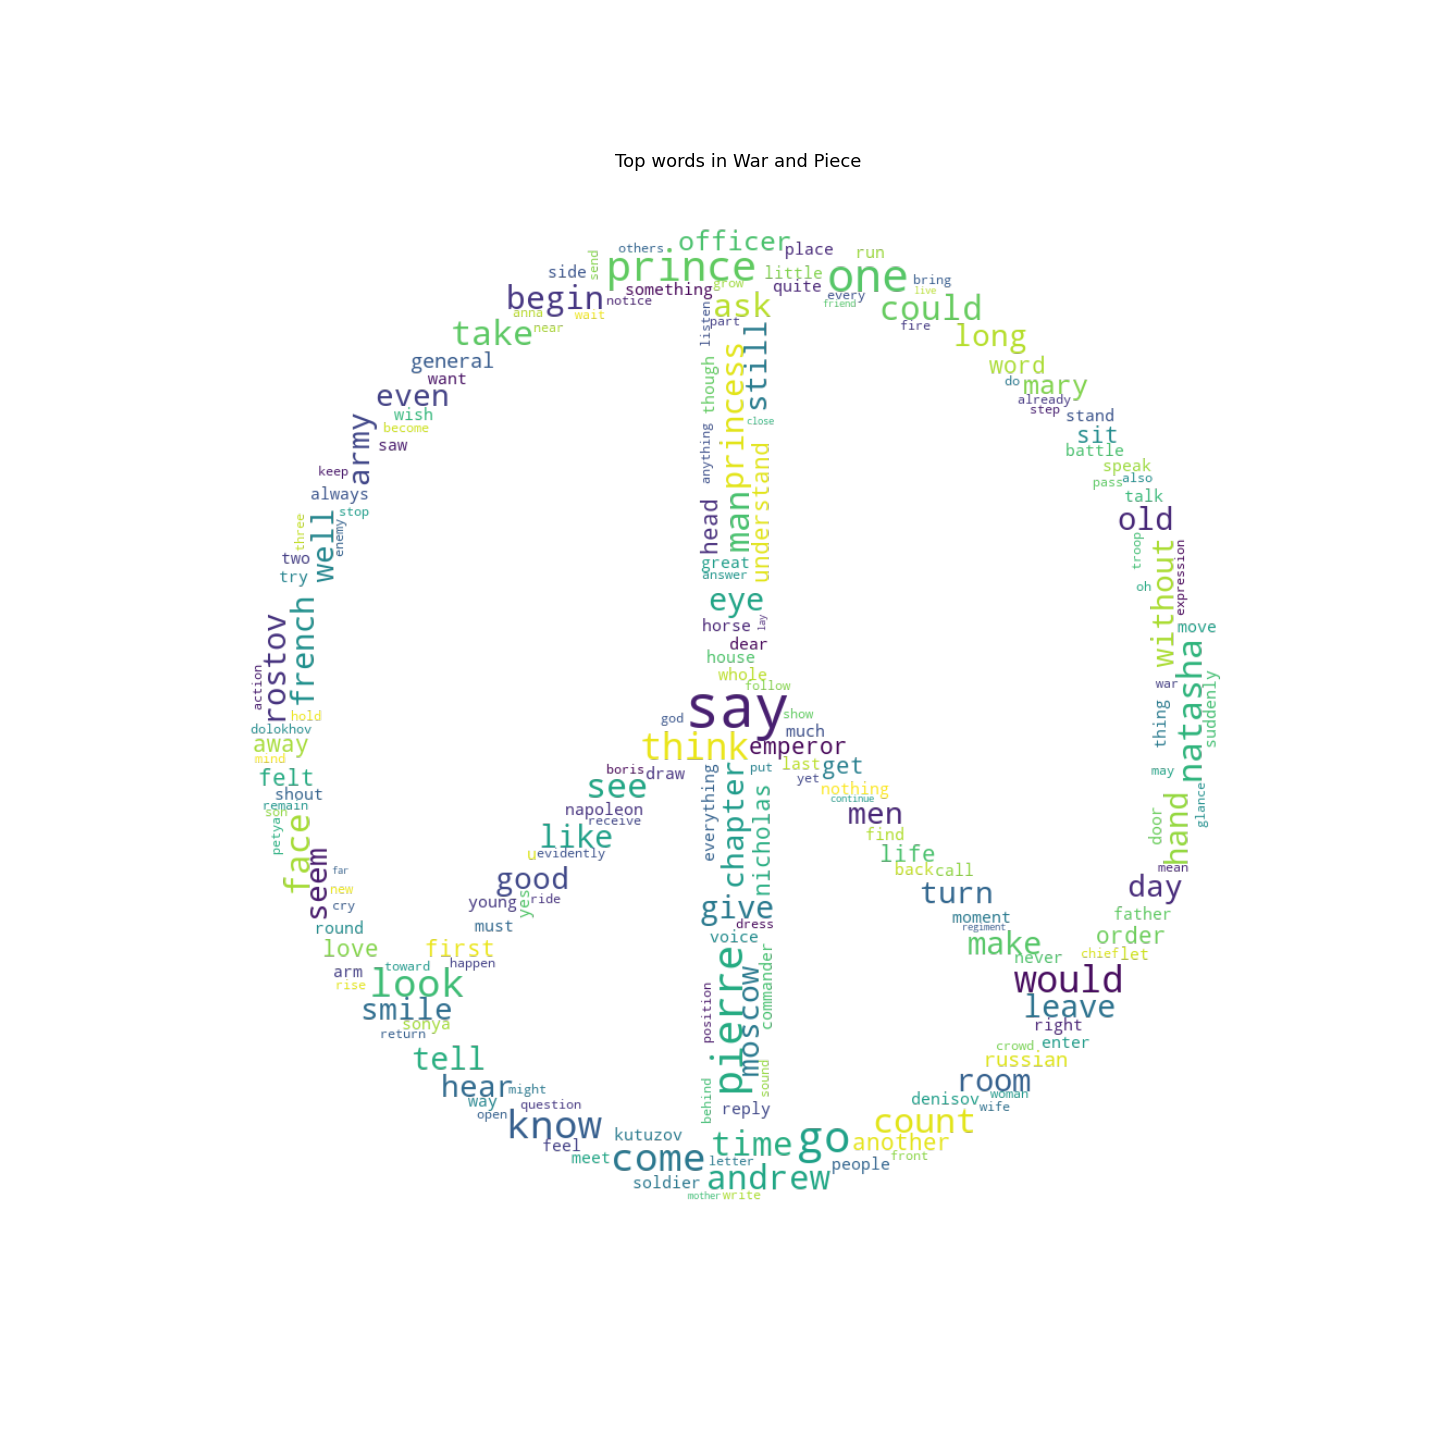 Top words in War and Piece
others
officer
place
run
send
side
prince
little
one
bring
something
grow
quite
every
live
begin
notice
ask
friend
could
anna
wait
listen
part
fire
take
near
still
long
general
princess
word
want
though
do
mary
even
already
wish
step
stand
become
close
army
saw
anything
understand
sit
battle
keep
speak
always
pass
also
talk
three
well
stop
head
man
old
enemy
two
great
troop
without
expression
try
answer
oh
french
eye
rostov
horse
lay
move
dear
natasha
house
action
whole
war
suddenly
follow
hold
say
god
show
thing
dolokhov
much
away
think
emperor
mind
boris
draw
put
last
get
may
felt
see
everything
chapter
yet
shout
nothing
glance
remain
napoleon
nicholas
continue
son
receive
men
hand
petya
like
find
door
face
u
evidently
life
seem
far
back
call
mean
good
day
new
turn
young
yes
ride
give
cry
round
must
dress
moment
father
voice
regiment
order
love
first
make
arm
toward
happen
pierre
commander
never
chief
let
rise
look
moscow
would
smile
position
leave
sonya
right
return
crowd
enter
tell
russian
hear
might
behind
sound
room
way
denisov
woman
open
question
reply
wife
know
kutuzov
count
feel
time
go
another
meet
come
letter
people
front
soldier
andrew
mother
write